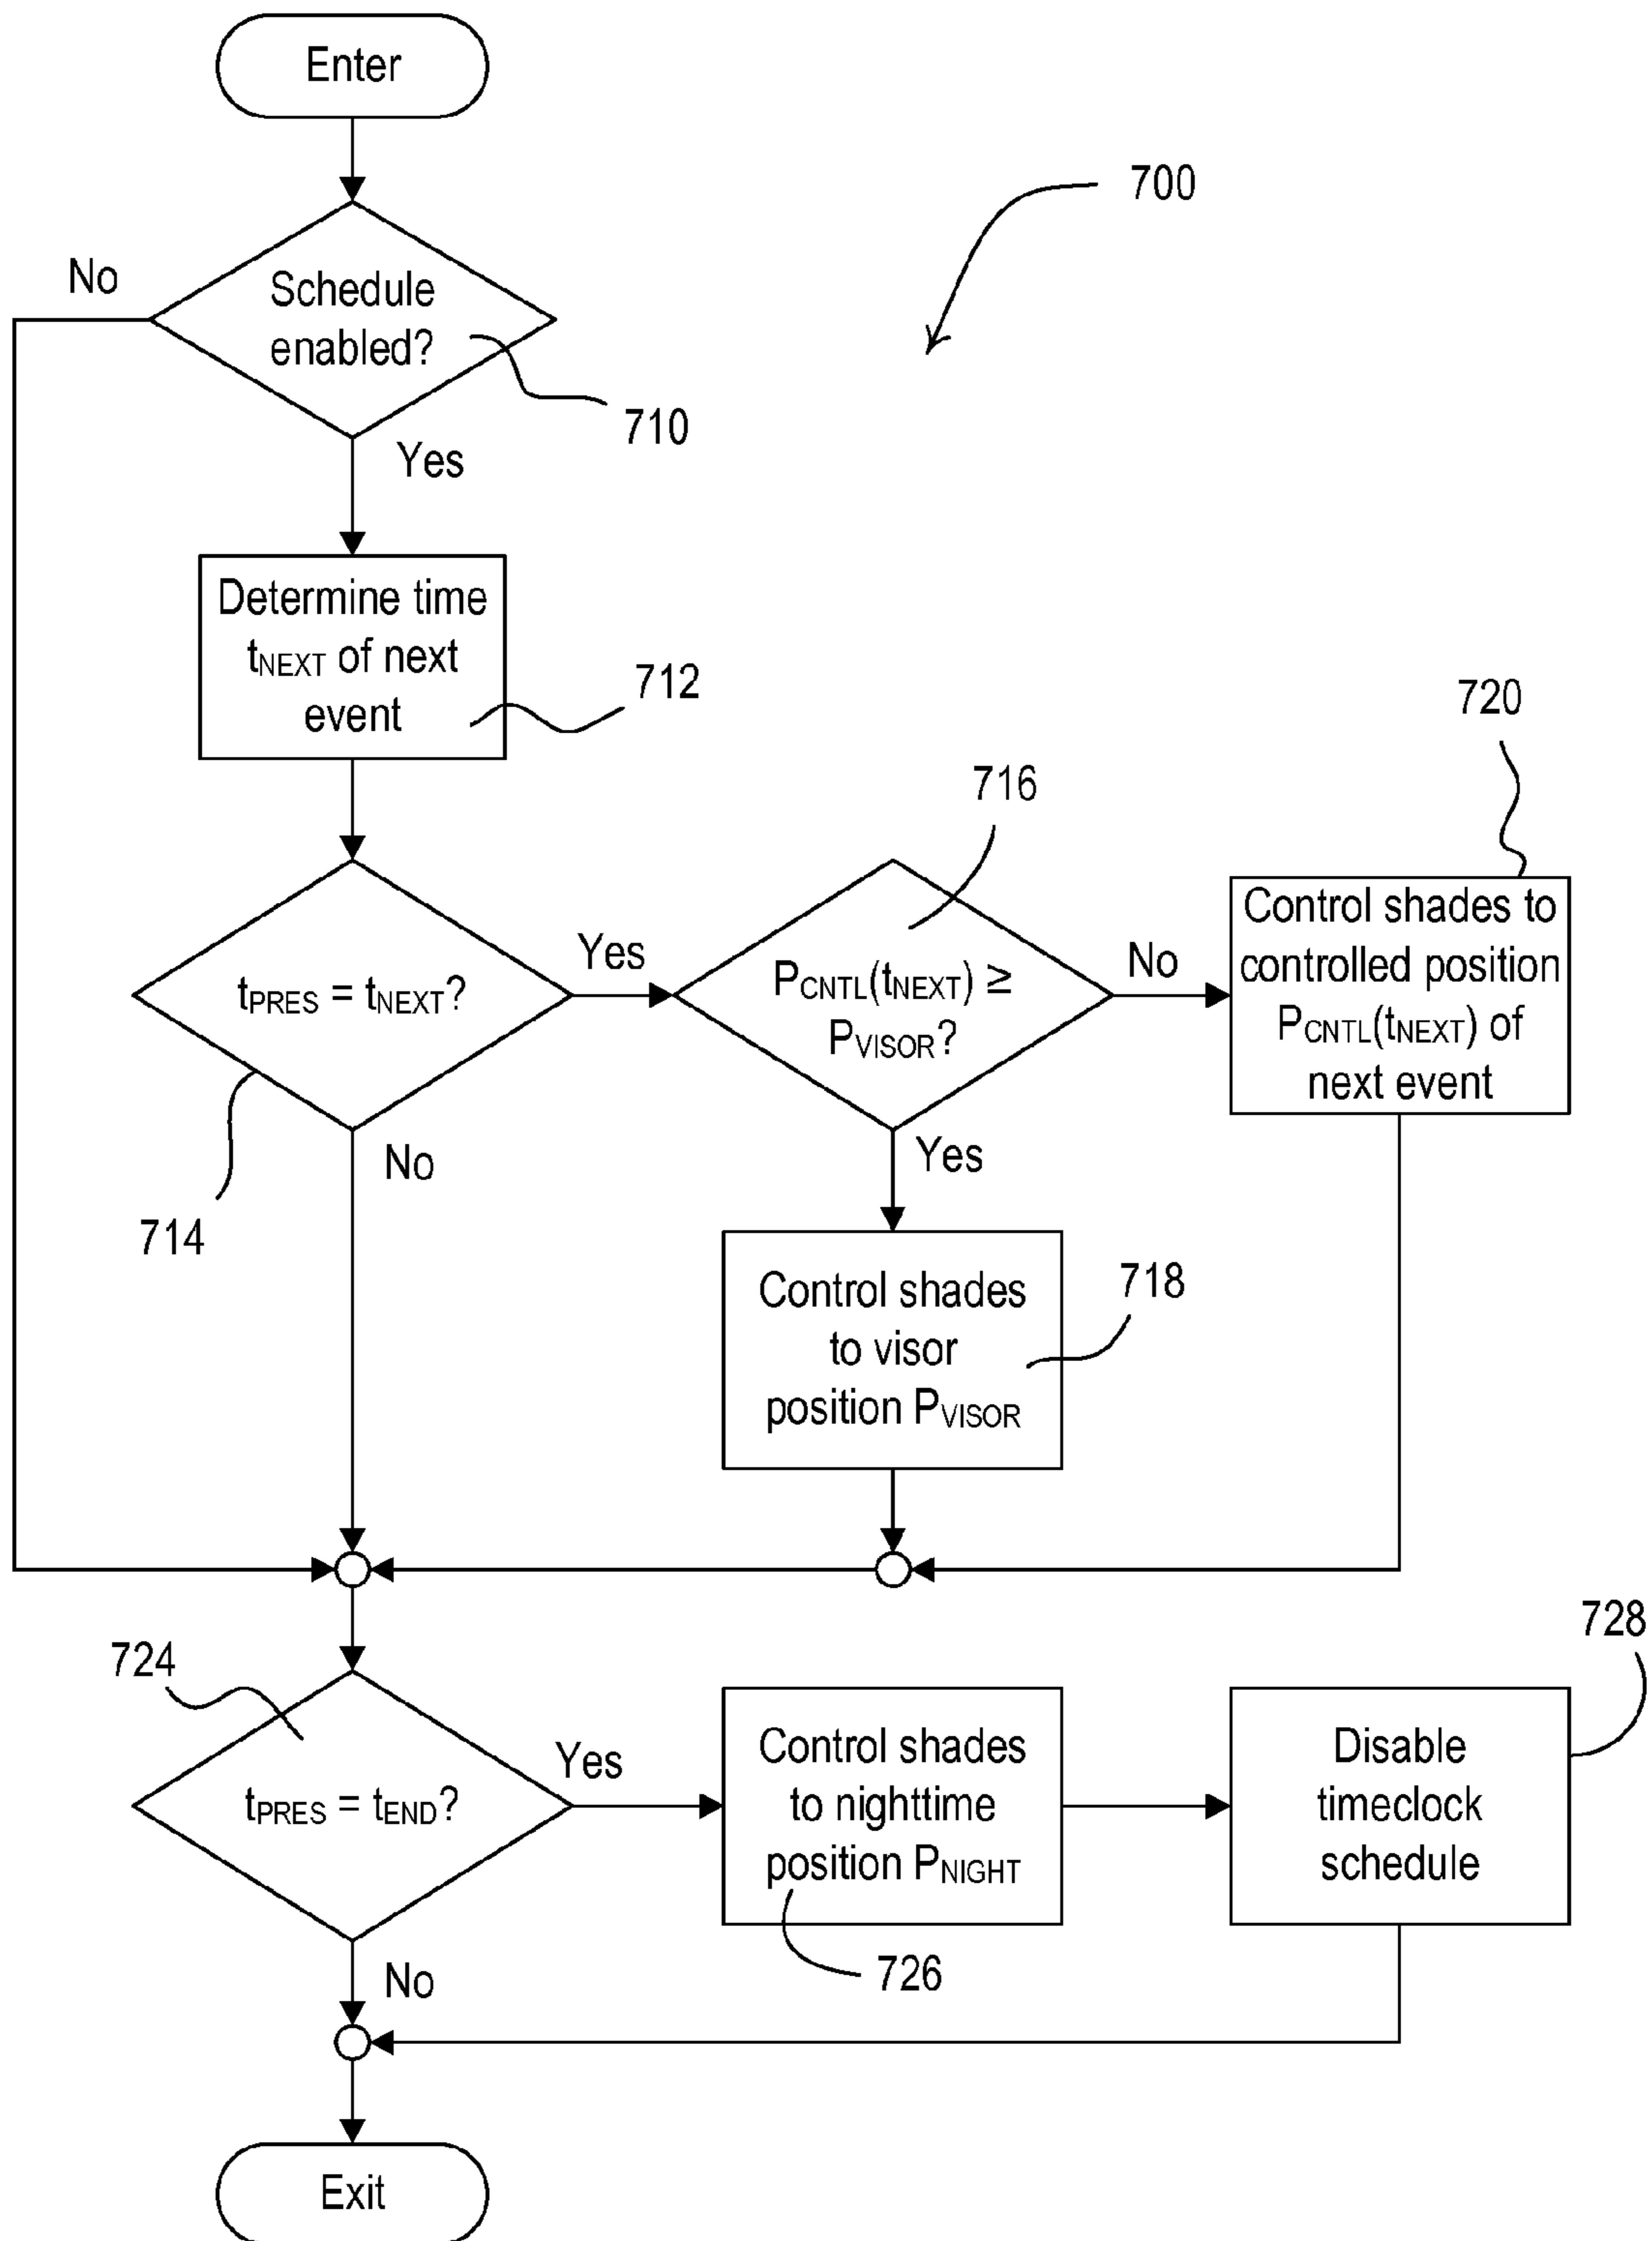 Enter
700
No
Schedule
enabled?
710
Yes
Determine time
tNEXT of next
event
712
720
716
Control shades to
controlled position
PCNTL(tNEXT) of
next event
tPRES = tNEXT?
Yes
PCNTL(tNEXT) ≥
PVISOR?
No
714
No
Yes
Control shades
to visor
position PVISOR
718
728
724
tPRES = tEND?
Yes
Control shades
to nighttime
position PNIGHT
Disable
timeclock
schedule
726
No
Exit